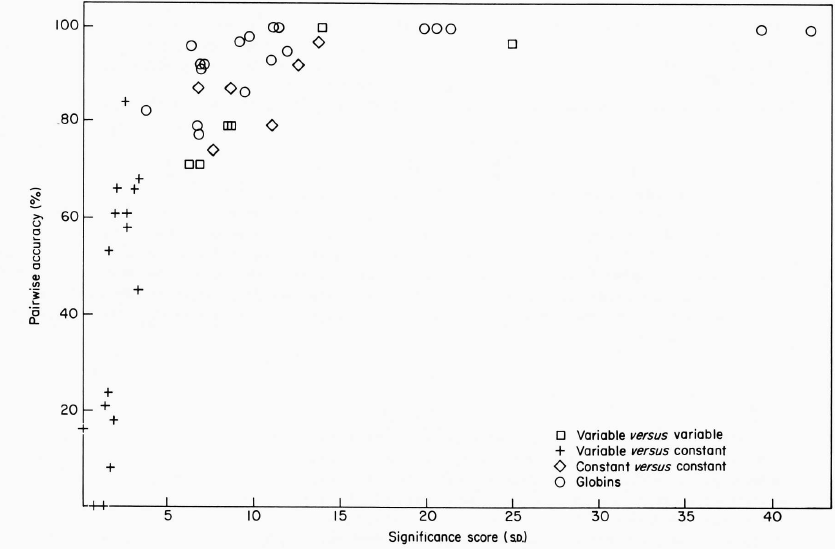 100
80
60
40
20
Pairwise accuracy (%)
Variable versus variable
Variable versus constant
Constant versus constant
Globins
5 10 15 20 25 30 35 40
Significance score (S.D.)